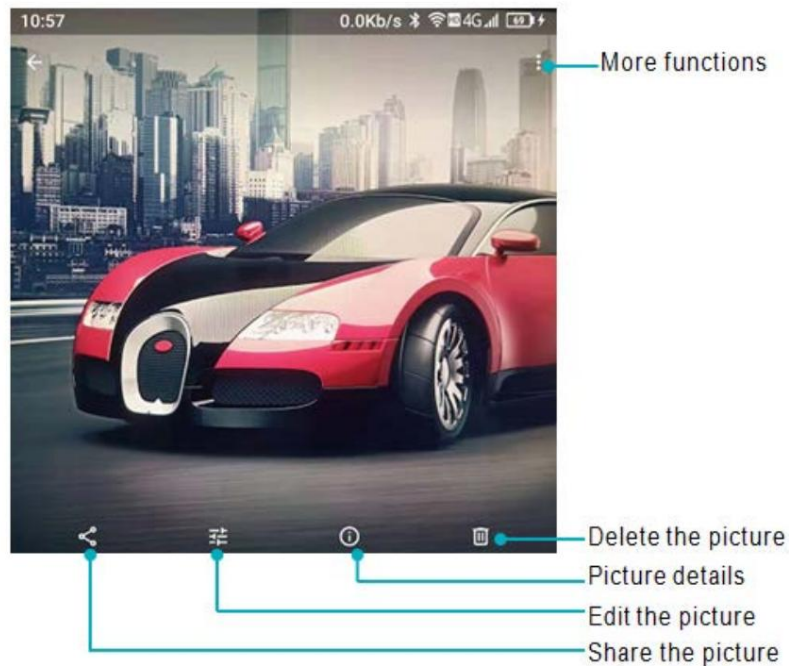 10:57 0.0Kb/s HD 4G 69
More functions
Delete the picture
Picture details
Edit the picture
Share the picture